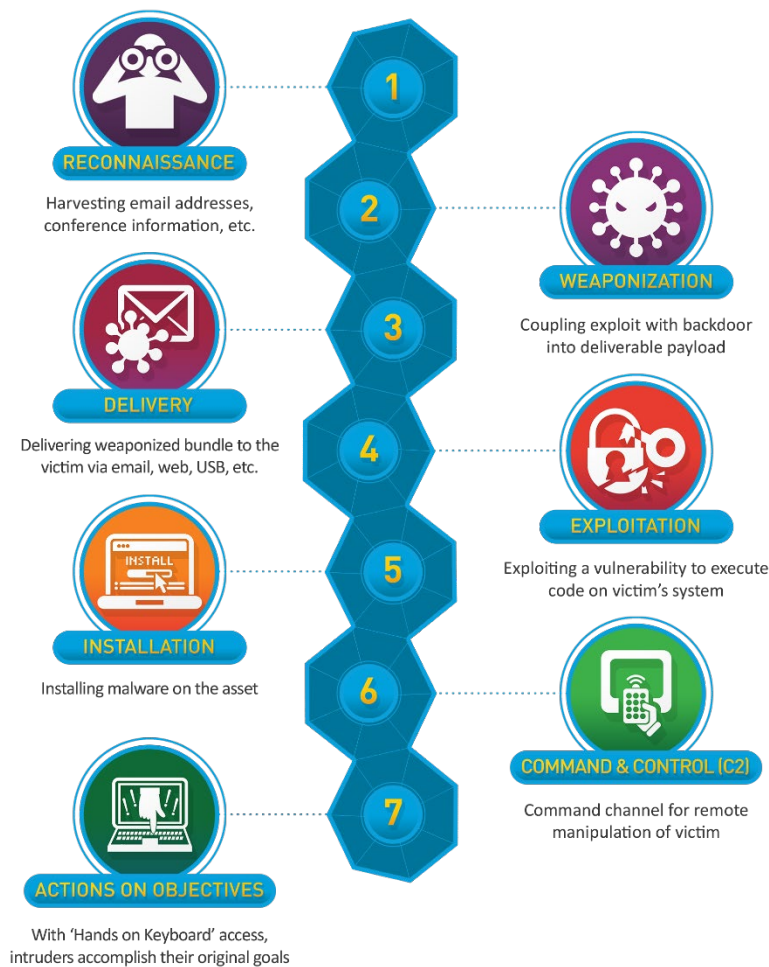 1
RECONNAISSANCE
Harvesting email addresses,
conference information, etc.
2
WEAPONIZATION
Coupling exploit with backdoor
into deliverable payload
3
DELIVERY
Delivering weaponized bundle to the
victim via email, web, USB, etc.
4
EXPLOITATION
Exploiting a vulnerability to execute
code on victim's system
5
INSTALL
INSTALLATION
Installing malware on the asset
6
COMMAND & CONTROL (C2)
Command channel for remote
manipulation of victim
7
ACTIONS ON OBJECTIVES
With ‘Hands on Keyboard’ access,
intruders accomplish their original goals